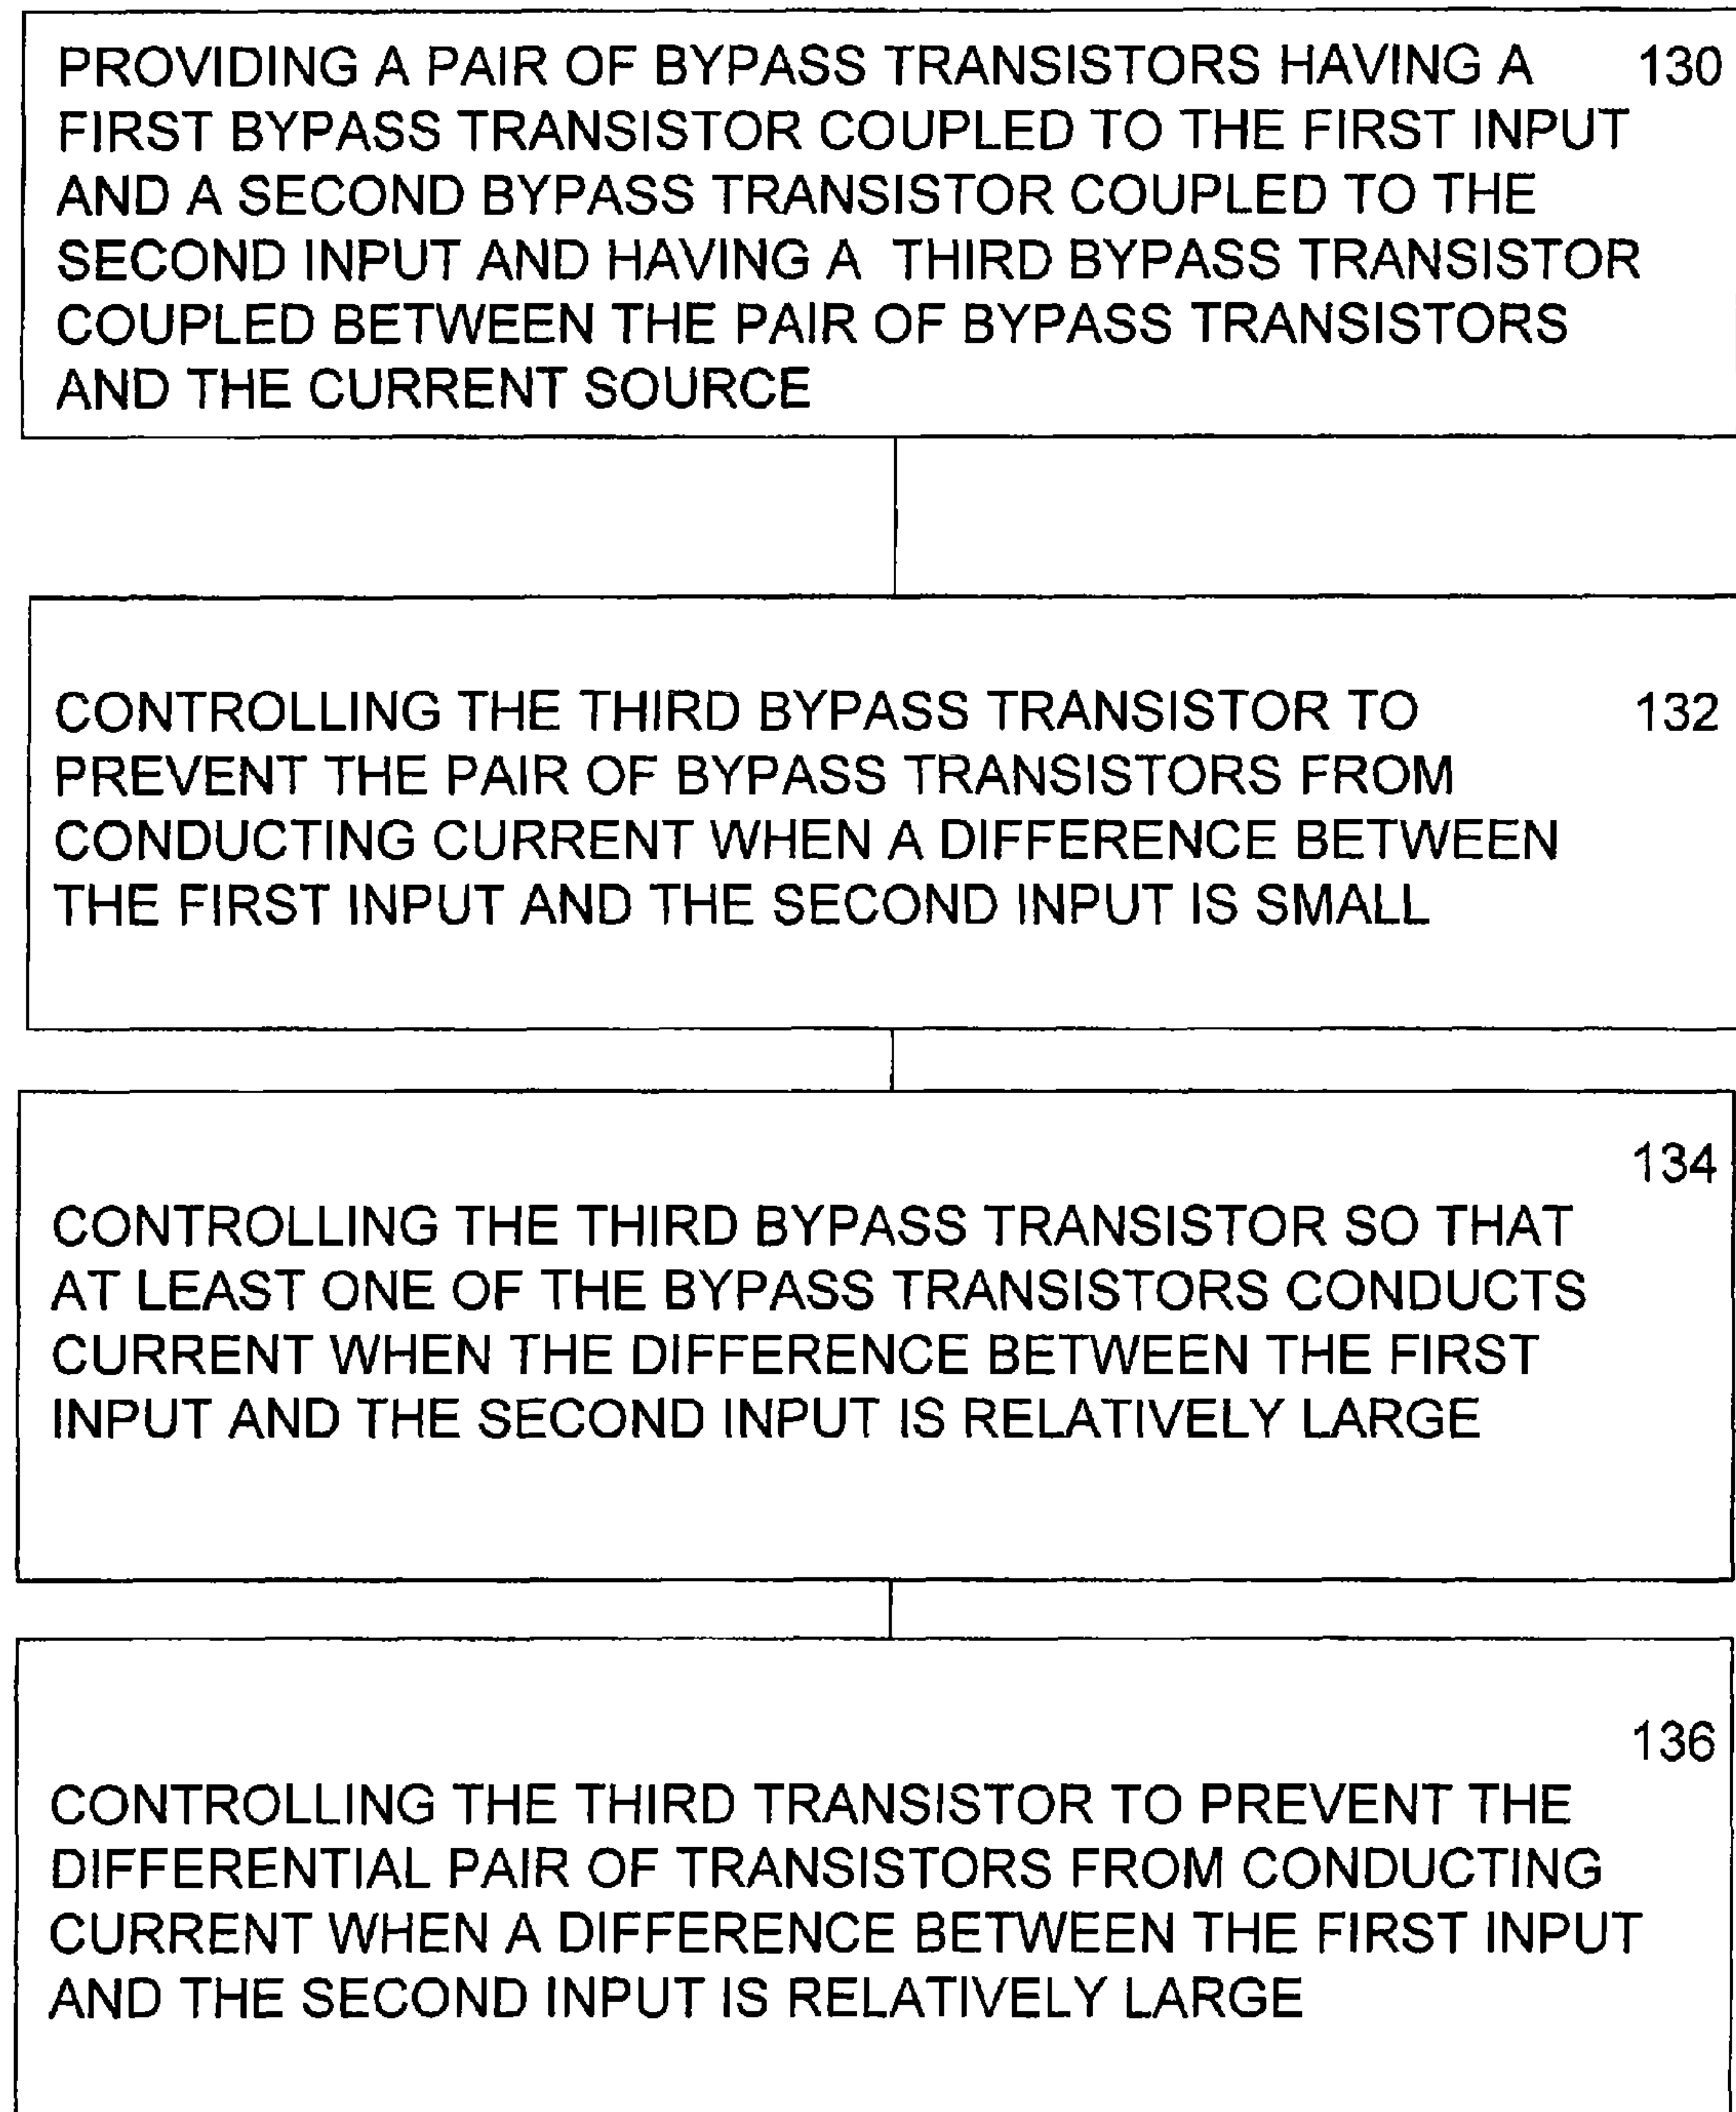 PROVIDING A PAIR OF BYPASS TRANSISTORS HAVING A 130
FIRST BYPASS TRANSISTOR COUPLED TO THE FIRST INPUT
AND A SECOND BYPASS TRANSISTOR COUPLED TO THE
SECOND INPUT AND HAVING A THIRD BYPASS TRANSISTOR
COUPLED BETWEEN THE PAIR OF BYPASS TRANSISTORS
AND THE CURRENT SOURCE
CONTROLLING THE THIRD BYPASS TRANSISTOR TO 132
PREVENT THE PAIR OF BYPASS TRANSISTORS FROM
CONDUCTING CURRENT WHEN A DIFFERENCE BETWEEN
THE FIRST INPUT AND THE SECOND INPUT IS SMALL
134
CONTROLLING THE THIRD BYPASS TRANSISTOR SO THAT
AT LEAST ONE OF THE BYPASS TRANSISTORS CONDUCTS
CURRENT WHEN THE DIFFERENCE BETWEEN THE FIRST
INPUT AND THE SECOND INPUT IS RELATIVELY LARGE
136
CONTROLLING THE THIRD TRANSISTOR TO PREVENT THE
DIFFERENTIAL PAIR OF TRANSISTORS FROM CONDUCTING
CURRENT WHEN A DIFFERENCE BETWEEN THE FIRST INPUT
AND THE SECOND INPUT IS RELATIVELY LARGE